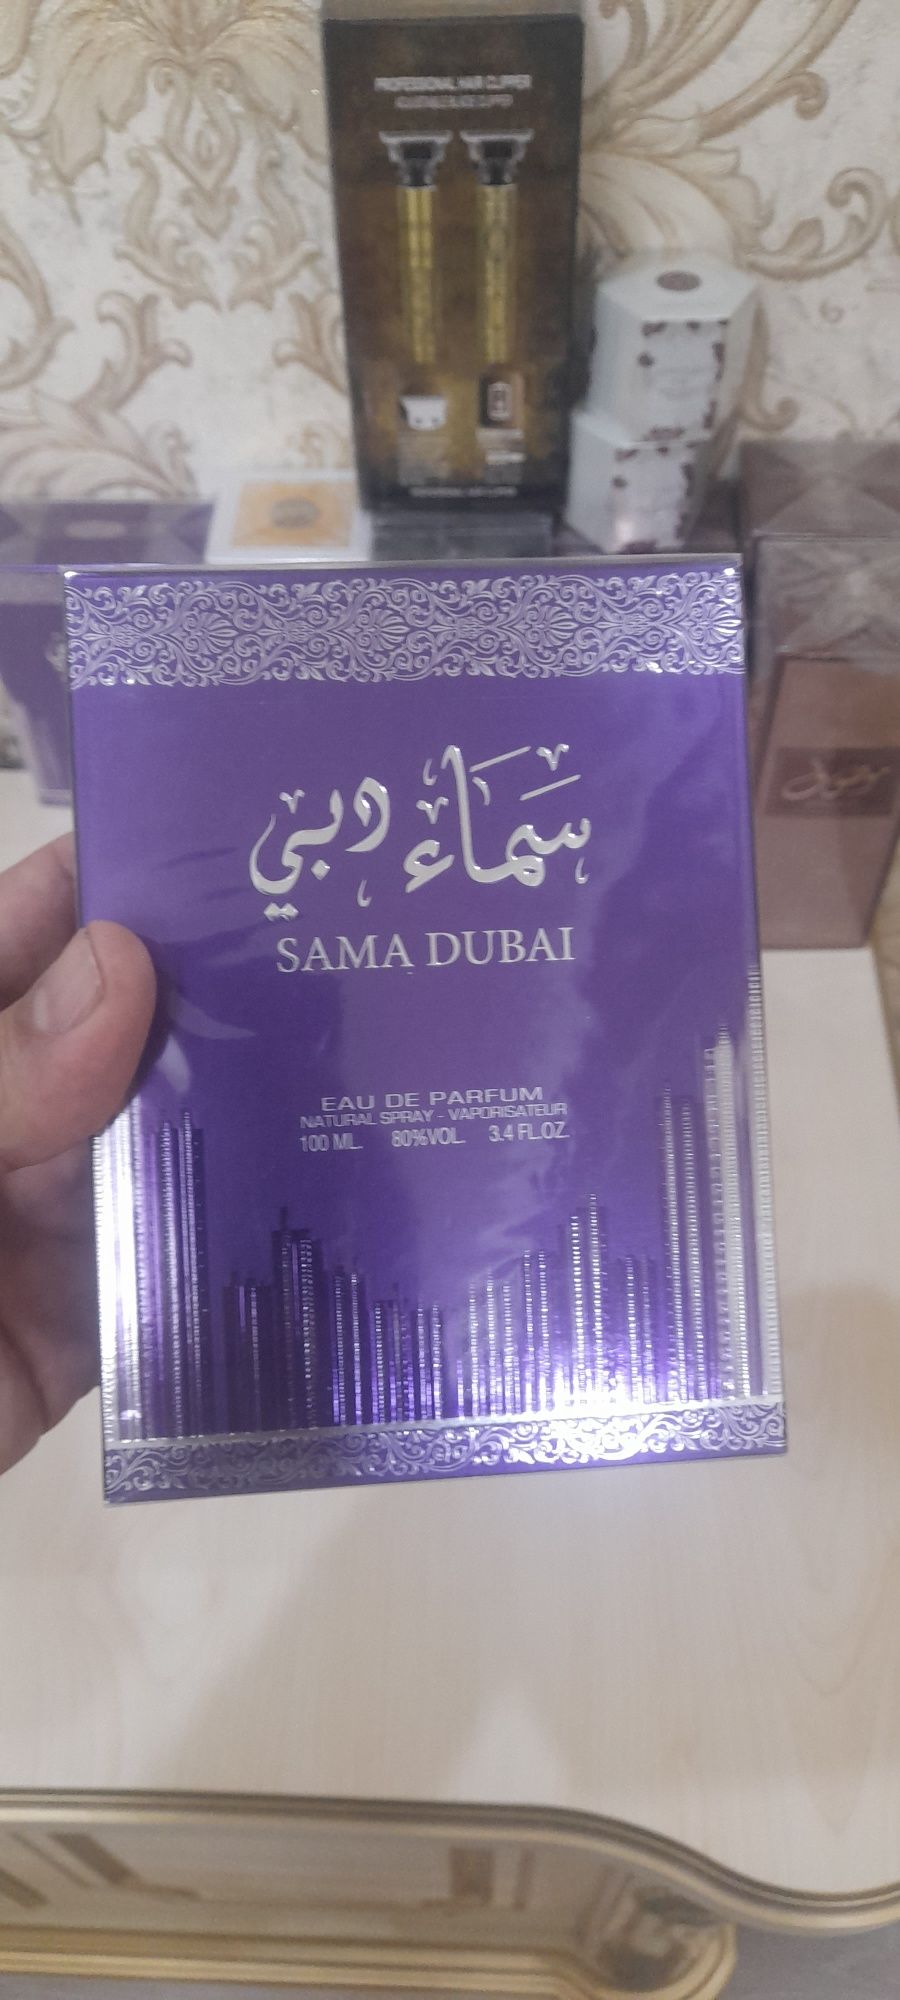 PROFESSIONAL HAIR CLIPPER
سماء دبي
SAMA DUBAI
موصوف
EAU DE PARFUM
NATURAL SPRAY - VAPORISATEUR
100 ML. 80%VOL. 3.4 FL.OZ.